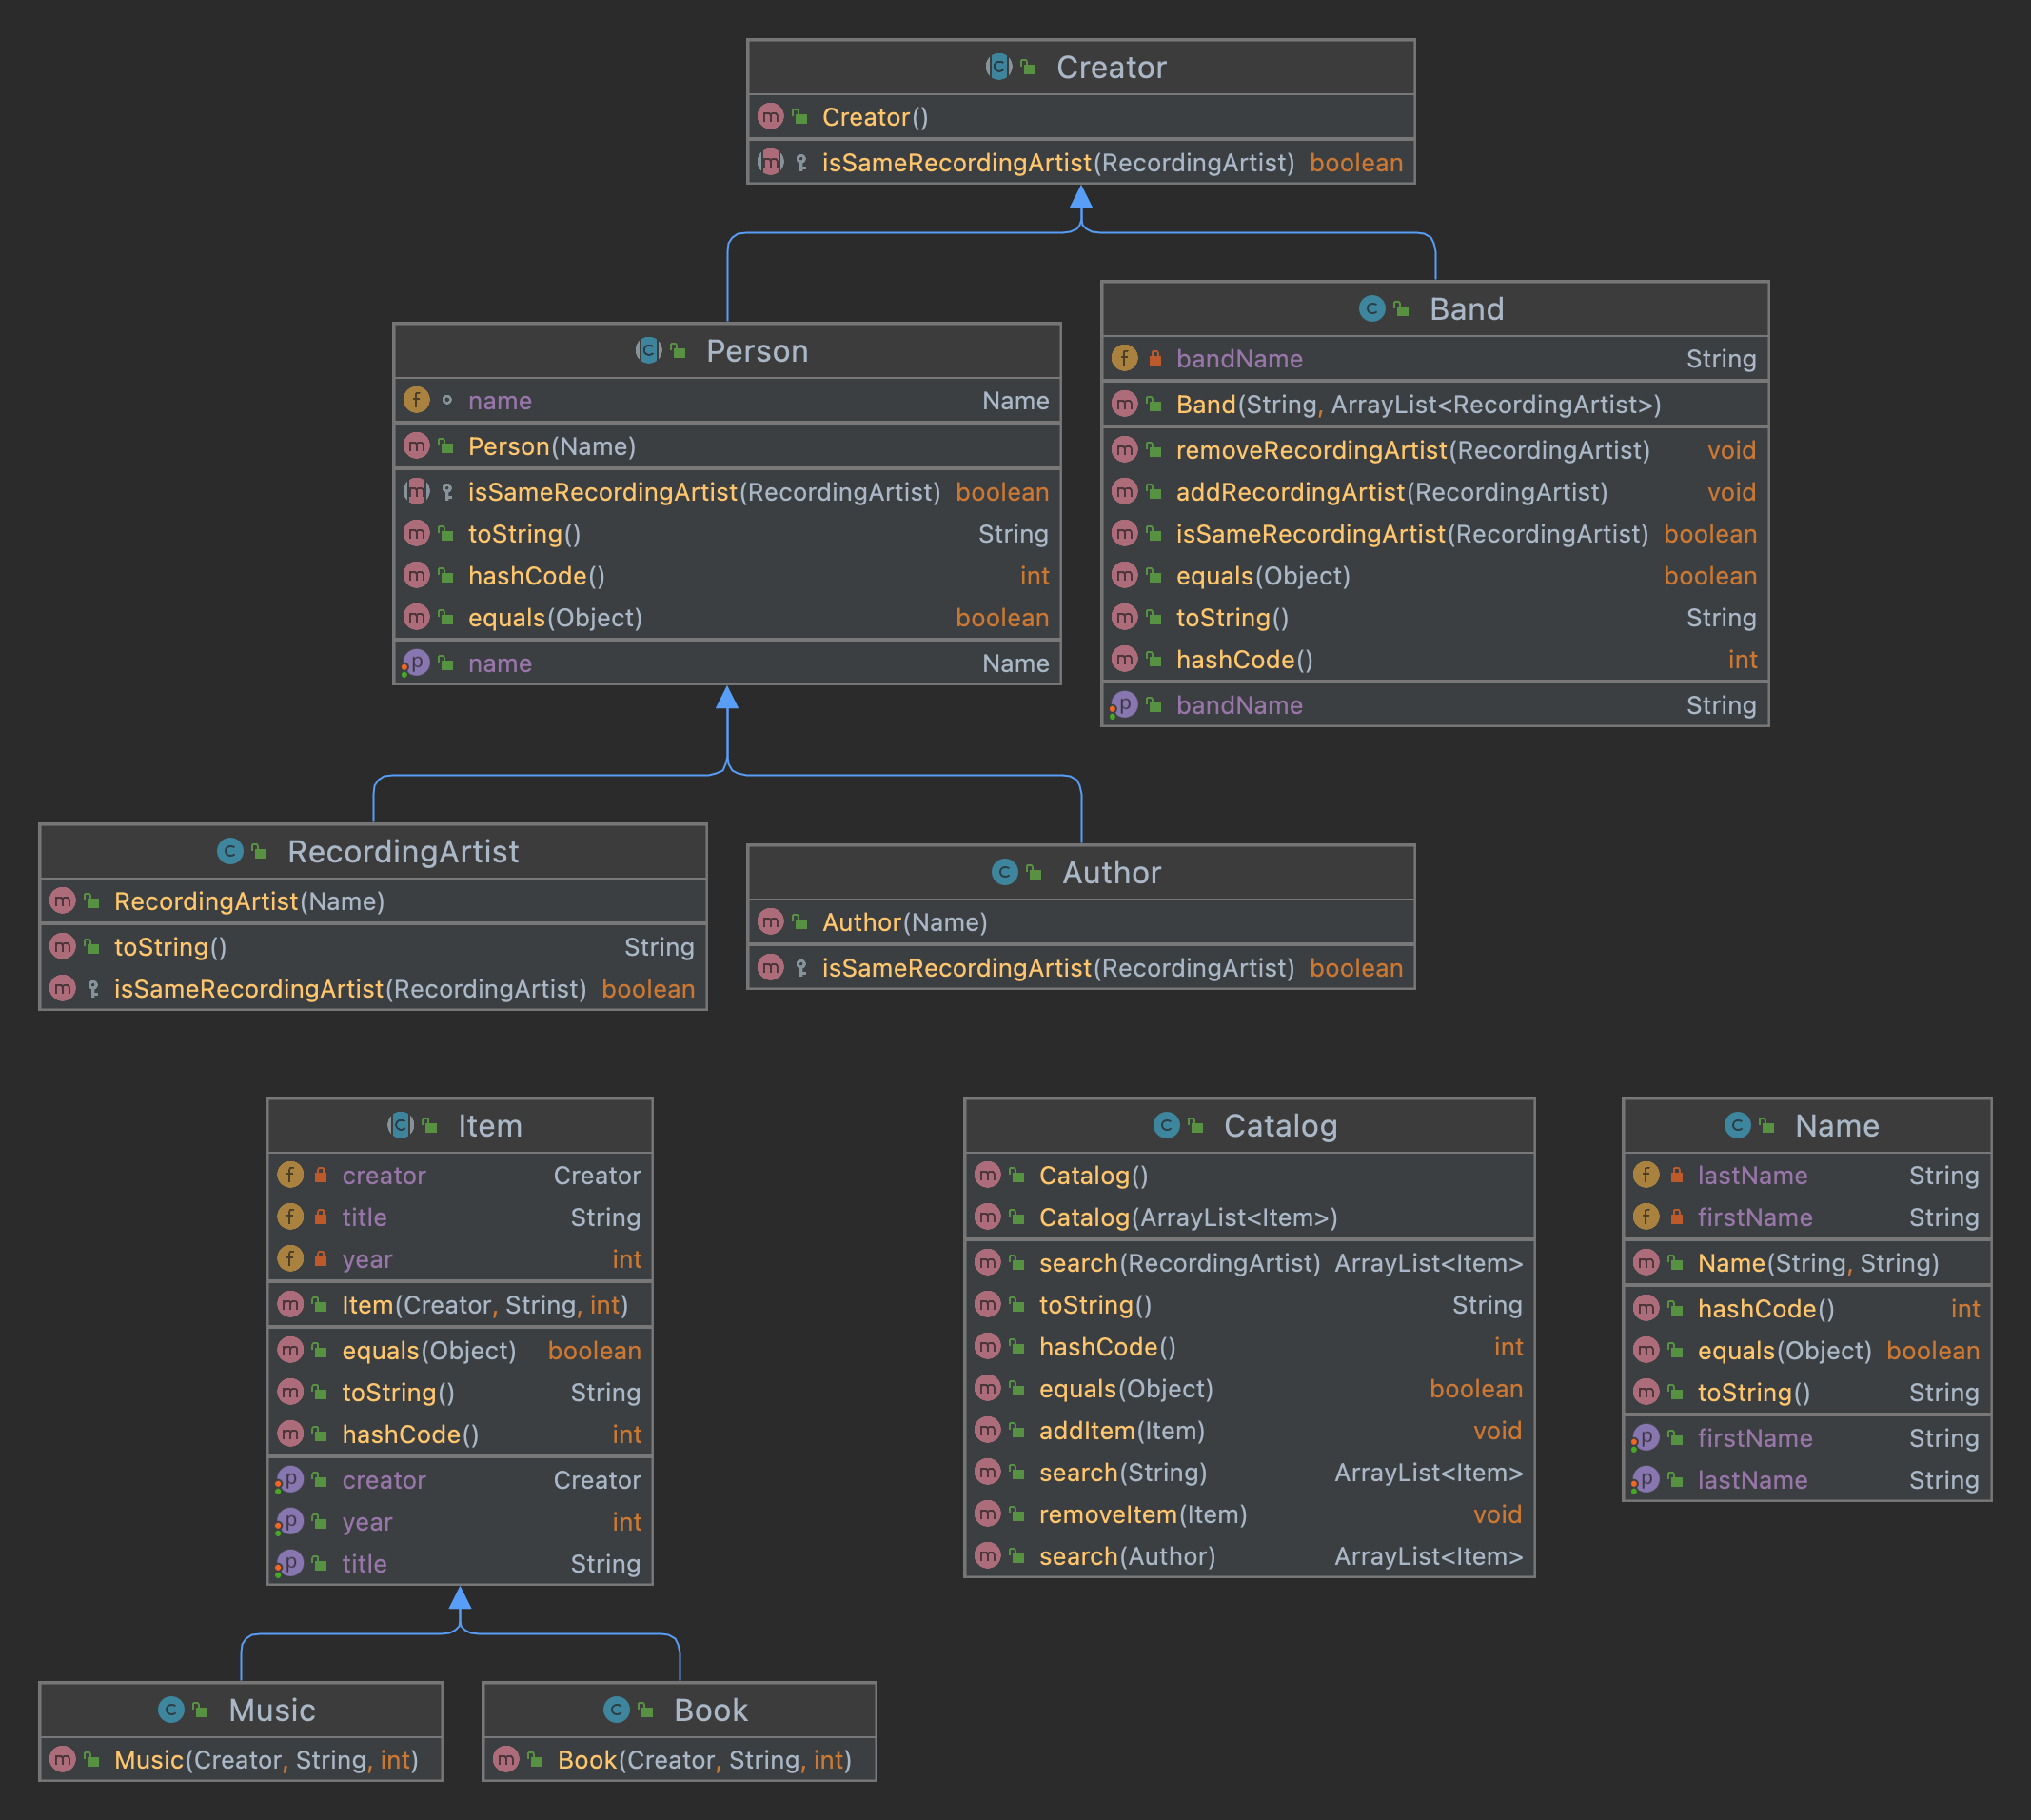 Creator
Creator()
isSameRecordingArtist(RecordingArtist) boolean
Person
name Name
Person(Name)
isSameRecordingArtist(RecordingArtist) boolean
toString() String
hashCode() int
equals(Object) boolean
name Name
Band
bandName String
Band(String, ArrayList<RecordingArtist>)
removeRecordingArtist(RecordingArtist) void
addRecordingArtist(RecordingArtist) void
isSameRecordingArtist(RecordingArtist) boolean
equals(Object) boolean
toString() String
hashCode() int
bandName String
RecordingArtist
RecordingArtist(Name)
toString() String
isSameRecordingArtist(RecordingArtist) boolean
Author
Author(Name)
isSameRecordingArtist(RecordingArtist) boolean
Item
creator Creator
title String
year int
Item(Creator, String, int)
equals(Object) boolean
toString() String
hashCode() int
creator Creator
year int
title String
Catalog
Catalog()
Catalog(ArrayList<Item>)
search(RecordingArtist) ArrayList<Item>
toString() String
hashCode() int
equals(Object) boolean
addItem(Item) void
search(String) ArrayList<Item>
removeItem(Item) void
search(Author) ArrayList<Item>
Name
lastName String
firstName String
Name(String, String)
hashCode() int
equals(Object) boolean
toString() String
firstName String
lastName String
Music
Music(Creator, String, int)
Book
Book(Creator, String, int)